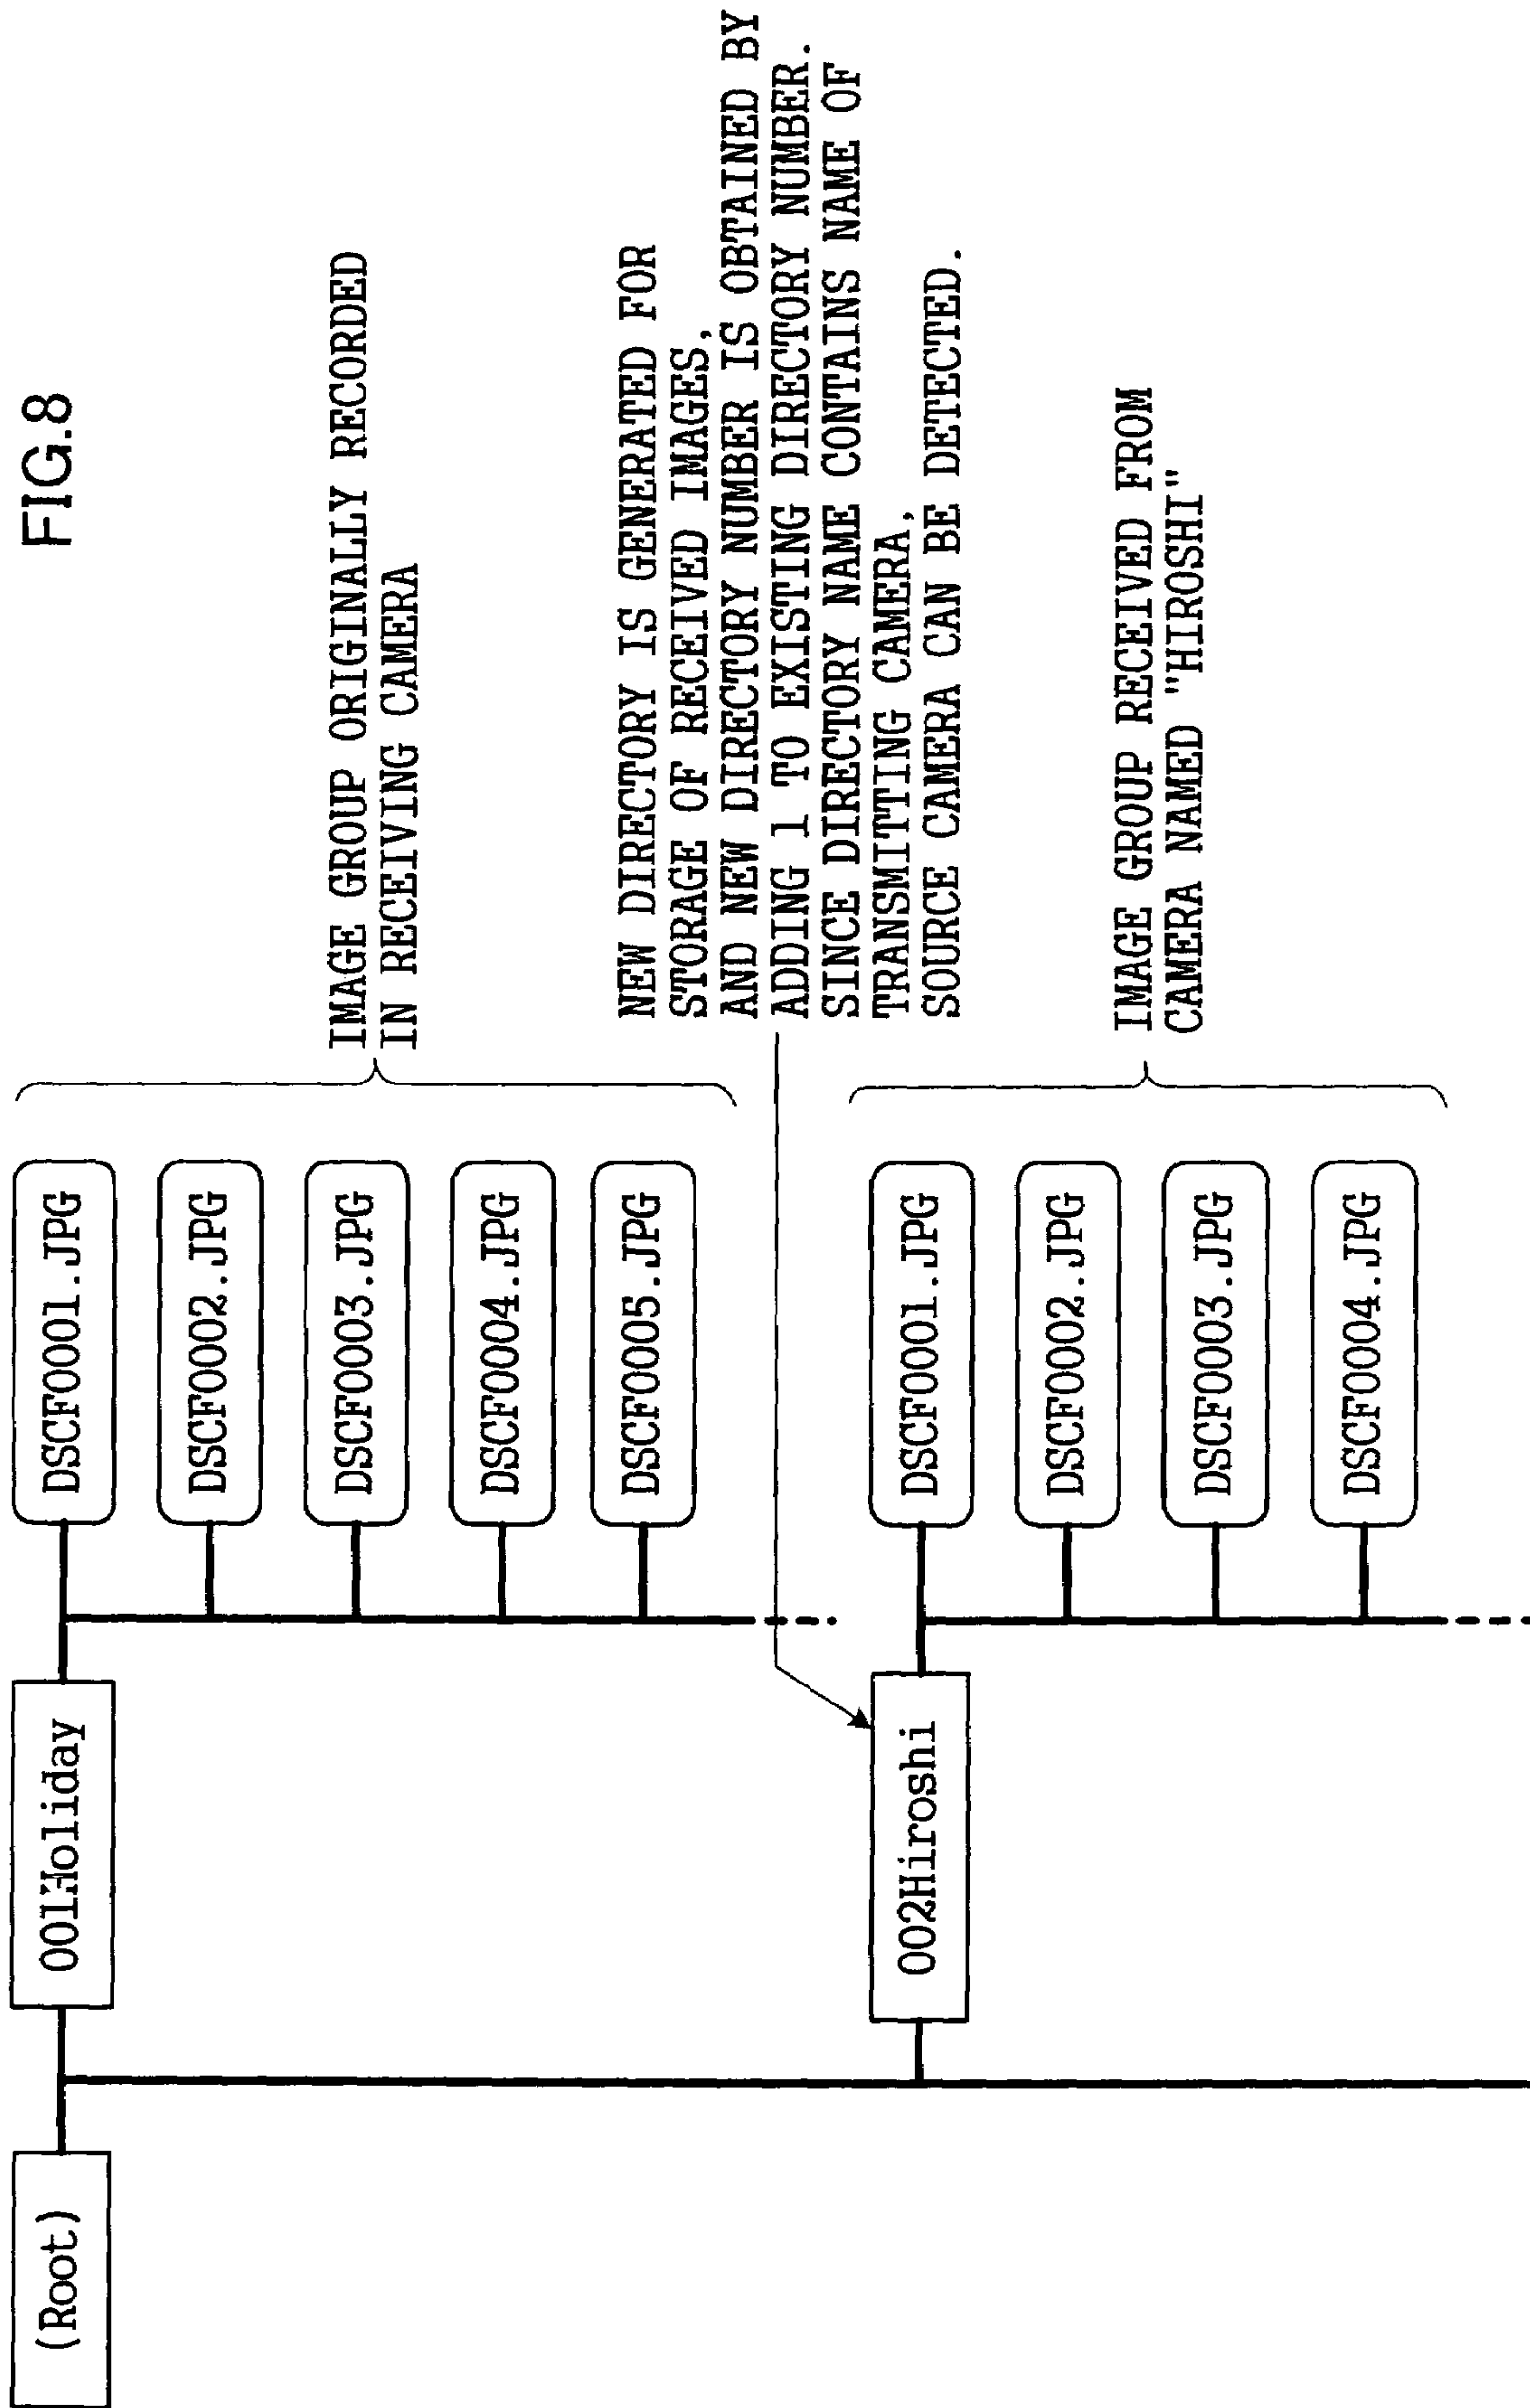 FIG.8
(Root)
001Holiday
DSCF0001.JPG
DSCF0002.JPG
DSCF0003.JPG
DSCF0004.JPG
DSCF0005.JPG
IMAGE GROUP ORIGINALLY RECORDED
IN RECEIVING CAMERA
NEW DIRECTORY IS GENERATED FOR
STORAGE OF RECEIVED IMAGES,
AND NEW DIRECTORY NUMBER IS OBTAINED BY
ADDING 1 TO EXISTING DIRECTORY NUMBER.
SINCE DIRECTORY NAME CONTAINS NAME OF
TRANSMITTING CAMERA,
SOURCE CAMERA CAN BE DETECTED.
002Hiroshi
DSCF0001.JPG
DSCF0002.JPG
DSCF0003.JPG
DSCF0004.JPG
IMAGE GROUP RECEIVED FROM
CAMERA NAMED "HIROSHI"